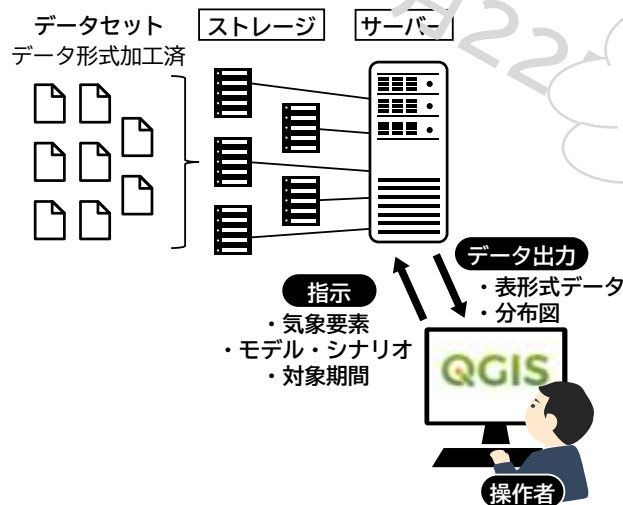 データセット
データ形式加工済
ストレージ
サーバー
データ出力
・表形式データ
・分布図
指示
・気象要素
・モデル・シナリオ
・対象期間
QGIS
操作者